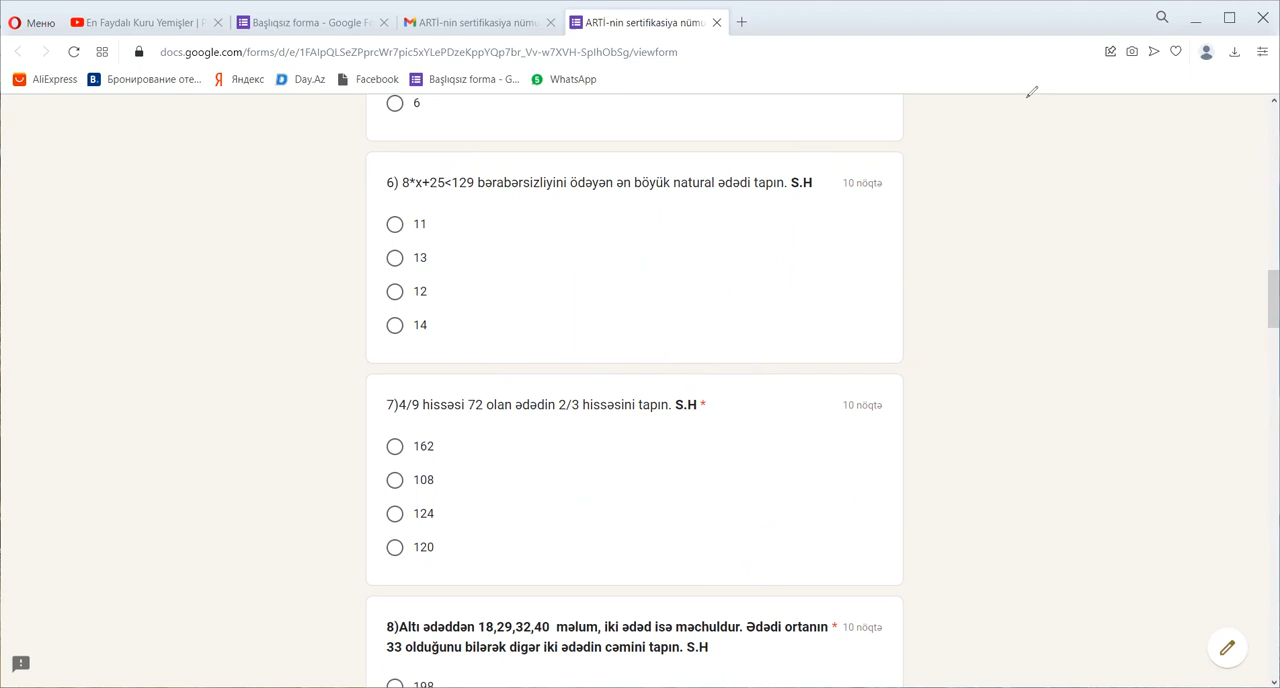 Меню
En Faydalı Kuru Yemişler | P
Başlıqsız forma - Google Fo
ARTİ-nin sertifikasiya nümu
ARTİ-nin sertifikasiya nümu
docs.google.com/forms/d/e/1FAIpQLSeZPprcWr7pic5xYLePDzeKppYQp7br_Vv-w7XVH-SpIhObSg/viewform
AliExpress
B.
Бронирование оте...
Я
Яндекс
D
Day.Az
Facebook
Başlıqsız forma - G...
WhatsApp
6
6) 8*x+25<129 bərabərsizliyini ödəyən ən böyük natural ədədi tapın. S.H
10 nöqtə
11
13
12
14
7)4/9 hissəsi 72 olan ədədin 2/3 hissəsini tapın. S.H *
10 nöqtə
162
108
124
120
8)Altı ədəddən 18,29,32,40 məlum, iki ədəd isə məchuldur. Ədədi ortanın *
10 nöqtə
33 olduğunu bilərək digər iki ədədin cəmini tapın. S.H
198